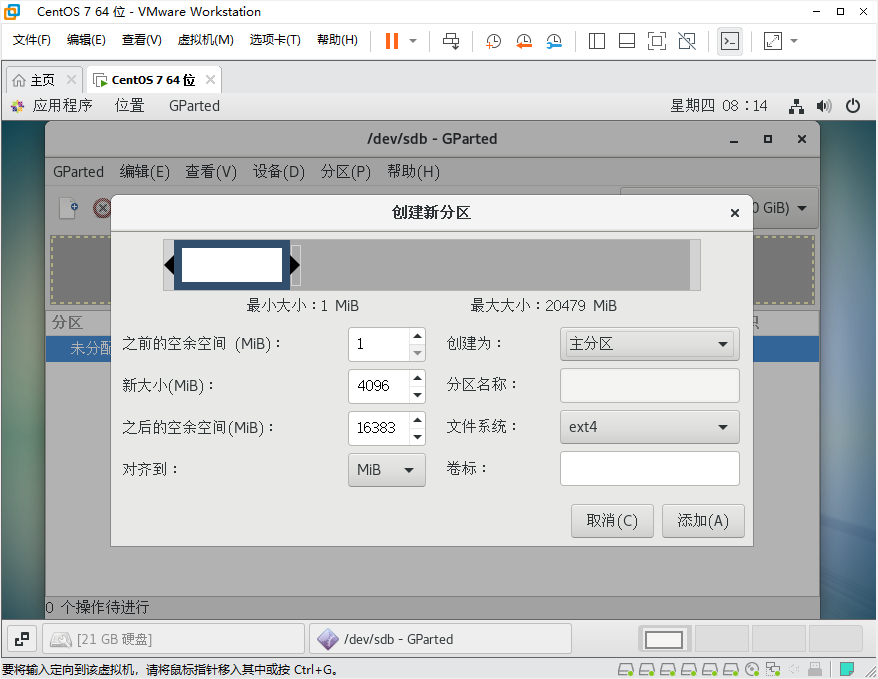 CentOS 7 64 位 - VMware Workstation
文件(F) 编辑(E) 查看(V) 虚拟机(M) 选项卡(T) 帮助(H)
主页 CentOS 7 64 位
应用程序 位置 GParted 星期四 08：14
/dev/sdb - GParted
GParted 编辑(E) 查看(V) 设备(D) 分区(P) 帮助(H)
0 GiB)
创建新分区
最小大小：1 MiB 最大大小：20479 MiB
分区
之前的空余空间 (MiB)： 1 创建为： 主分区
未分配
新大小(MiB)： 4096 分区名称：
之后的空余空间(MiB)： 16383 文件系统： ext4
对齐到： MiB 卷标：
取消(C) 添加(A)
0 个操作待进行
[21 GB 硬盘] /dev/sdb - GParted
要将输入定向到该虚拟机，请将鼠标指针移入其中或按 Ctrl+G。